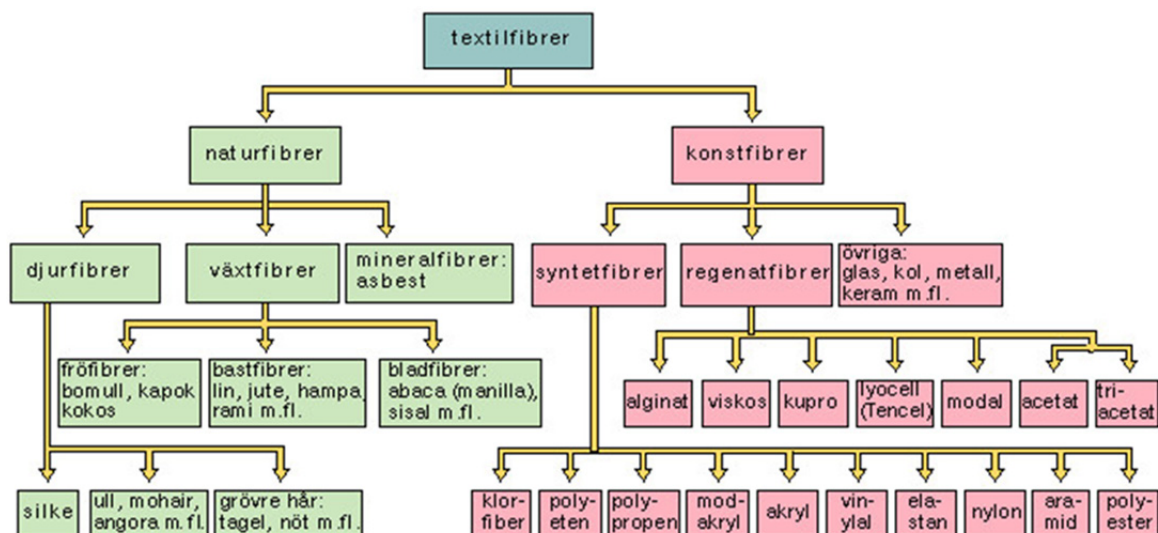 textilfibrer
naturfibrer
konstfibrer
djurfibrer
växtfibrer
mineralfibrer:
asbest
syntetfibrer
regenatfibrer
övriga:
glas, kol, metall,
keram m.fl.
fröfibrer:
bomull, kapok
kokos
bastfibrer:
lin, jute, hampa,
rami m.fl.
bladfibrer:
abaca (manilla),
sisal m.fl.
alginat
viskos
kupro
lyocell
(Tencel)
modal
acetat
tri-
acetat
silke
ull, mohair,
angora m.fl.
grövre hår:
tagel, nöt m.fl.
klor-
fiber
poly-
eten
poly-
propen
mod-
akryl
akryl
vin-
ylal
ela-
stan
nylon
ara-
mid
poly-
ester